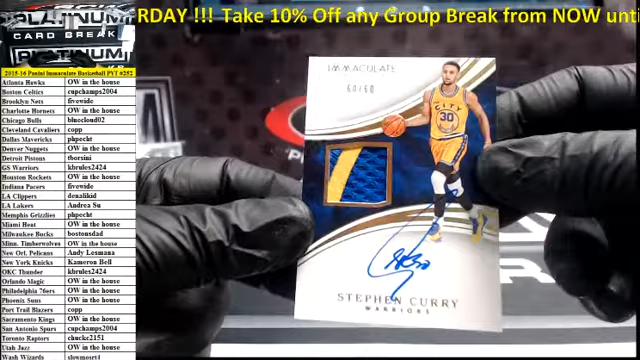 RDAY !!! Take 10% Off any Group Break from NOW unti
PLATINUM
CARD BREAK
PLATINUM
2015-16 Panini Immaculate Basketball PYT #252
Atlanta Hawks OW in the house
Boston Celtics cupchamps2004
Brooklyn Nets fivewide
Charlotte Hornets OW in the house
Chicago Bulls bluecloud02
Cleveland Cavaliers copp
Dallas Mavericks phpecht
Denver Nuggets OW in the house
Detroit Pistons tborsini
GS Warriors kbrules2424
Houston Rockets OW in the house
Indiana Pacers fivewide
LA Clippers denalikid
LA Lakers Andrea Su
Memphis Grizzlies phpecht
Miami Heat OW in the house
Milwaukee Bucks bostonsdad
Minn. Timberwolves OW in the house
New Orl. Pelicans Andy Lesmana
New York Knicks Kameron Bell
OKC Thunder kbrules2424
Orlando Magic OW in the house
Philadelphia 76ers OW in the house
Phoenix Suns OW in the house
Port Trail Blazers copp
Sacramento Kings OW in the house
San Antonio Spurs cupchamps2004
Toronto Raptors chucke2151
Utah Jazz OW in the house
Wash Wizards slowmosrt4
IMMACULATE
60/60
CITY
30
STEPHEN CURRY
WARRIORS